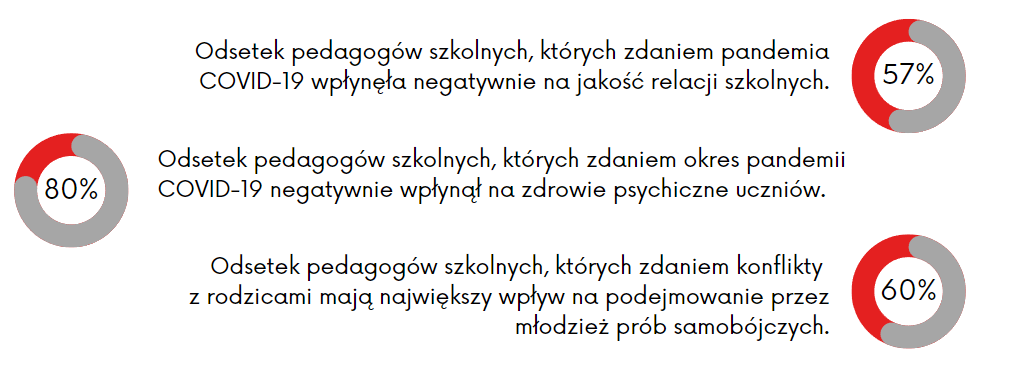 Odsetek pedagogów szkolnych, których zdaniem pandemia
COVID-19 wpłynęła negatywnie na jakość relacji szkolnych.
57%
80%
Odsetek pedagogów szkolnych, których zdaniem okres pandemii
COVID-19 negatywnie wpłynął na zdrowie psychiczne uczniów.
Odsetek pedagogów szkolnych, których zdaniem konflikty
z rodzicami mają największy wpływ na podejmowanie przez
młodzież prób samobójczych.
60%